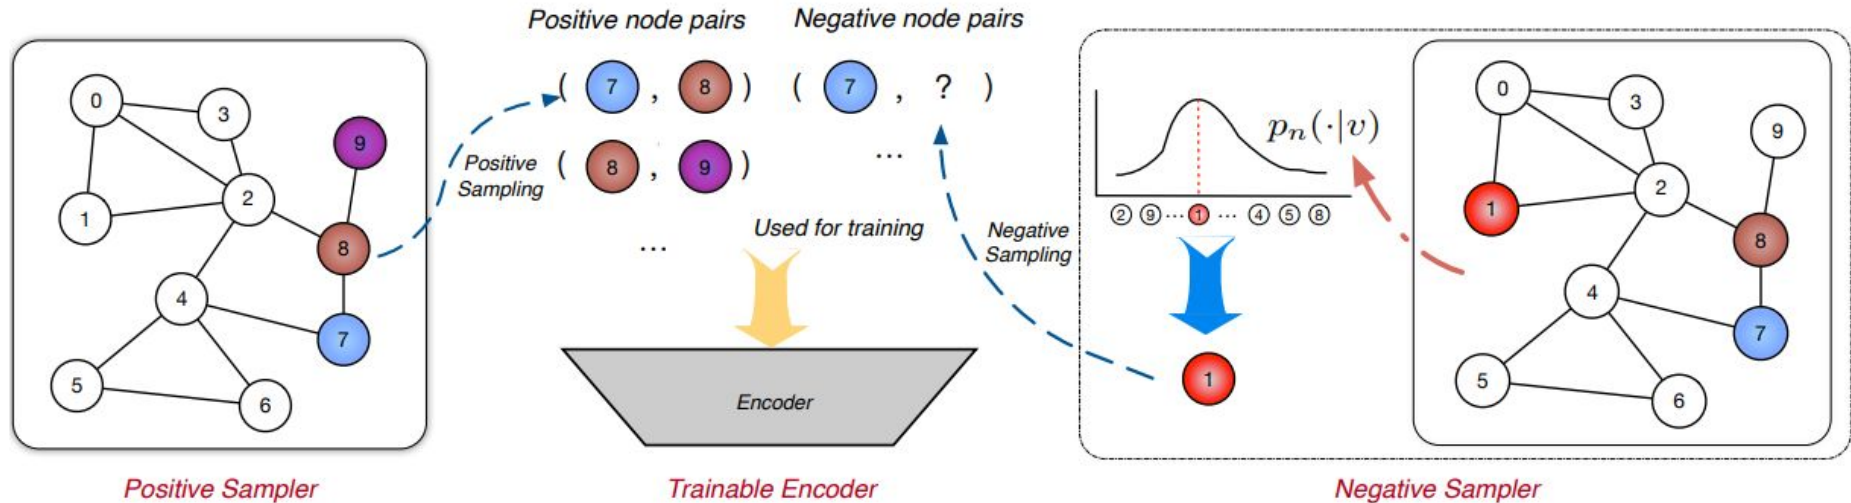 Positive node pairs
Negative node pairs
0
3
9
2
1
8
4
7
5
6
Positive
Sampling
( 7 , 8 )
( 8 , 9 )
...
( 7 , ? )
...
Used for training
Encoder
Negative
Sampling
pₙ(·|v)
2 9 ... 1 ... 4 5 8
1
0
3
9
2
1
8
4
7
5
6
Positive Sampler
Trainable Encoder
Negative Sampler